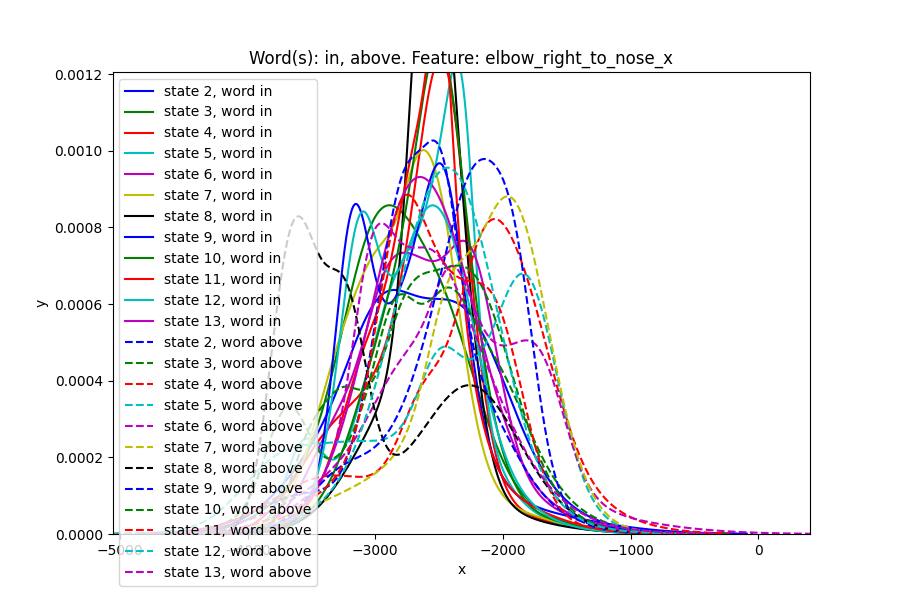 Word(s): in, above. Feature: elbow_right_to_nose_x
0.0012
0.0010
0.0008
0.0006
0.0004
0.0002
0.0000
y
state 2, word in
state 3, word in
state 4, word in
state 5, word in
state 6, word in
state 7, word in
state 8, word in
state 9, word in
state 10, word in
state 11, word in
state 12, word in
state 13, word in
state 2, word above
state 3, word above
state 4, word above
state 5, word above
state 6, word above
state 7, word above
state 8, word above
state 9, word above
state 10, word above
state 11, word above
state 12, word above
state 13, word above
−5000 −4000 −3000 −2000 −1000 0
x